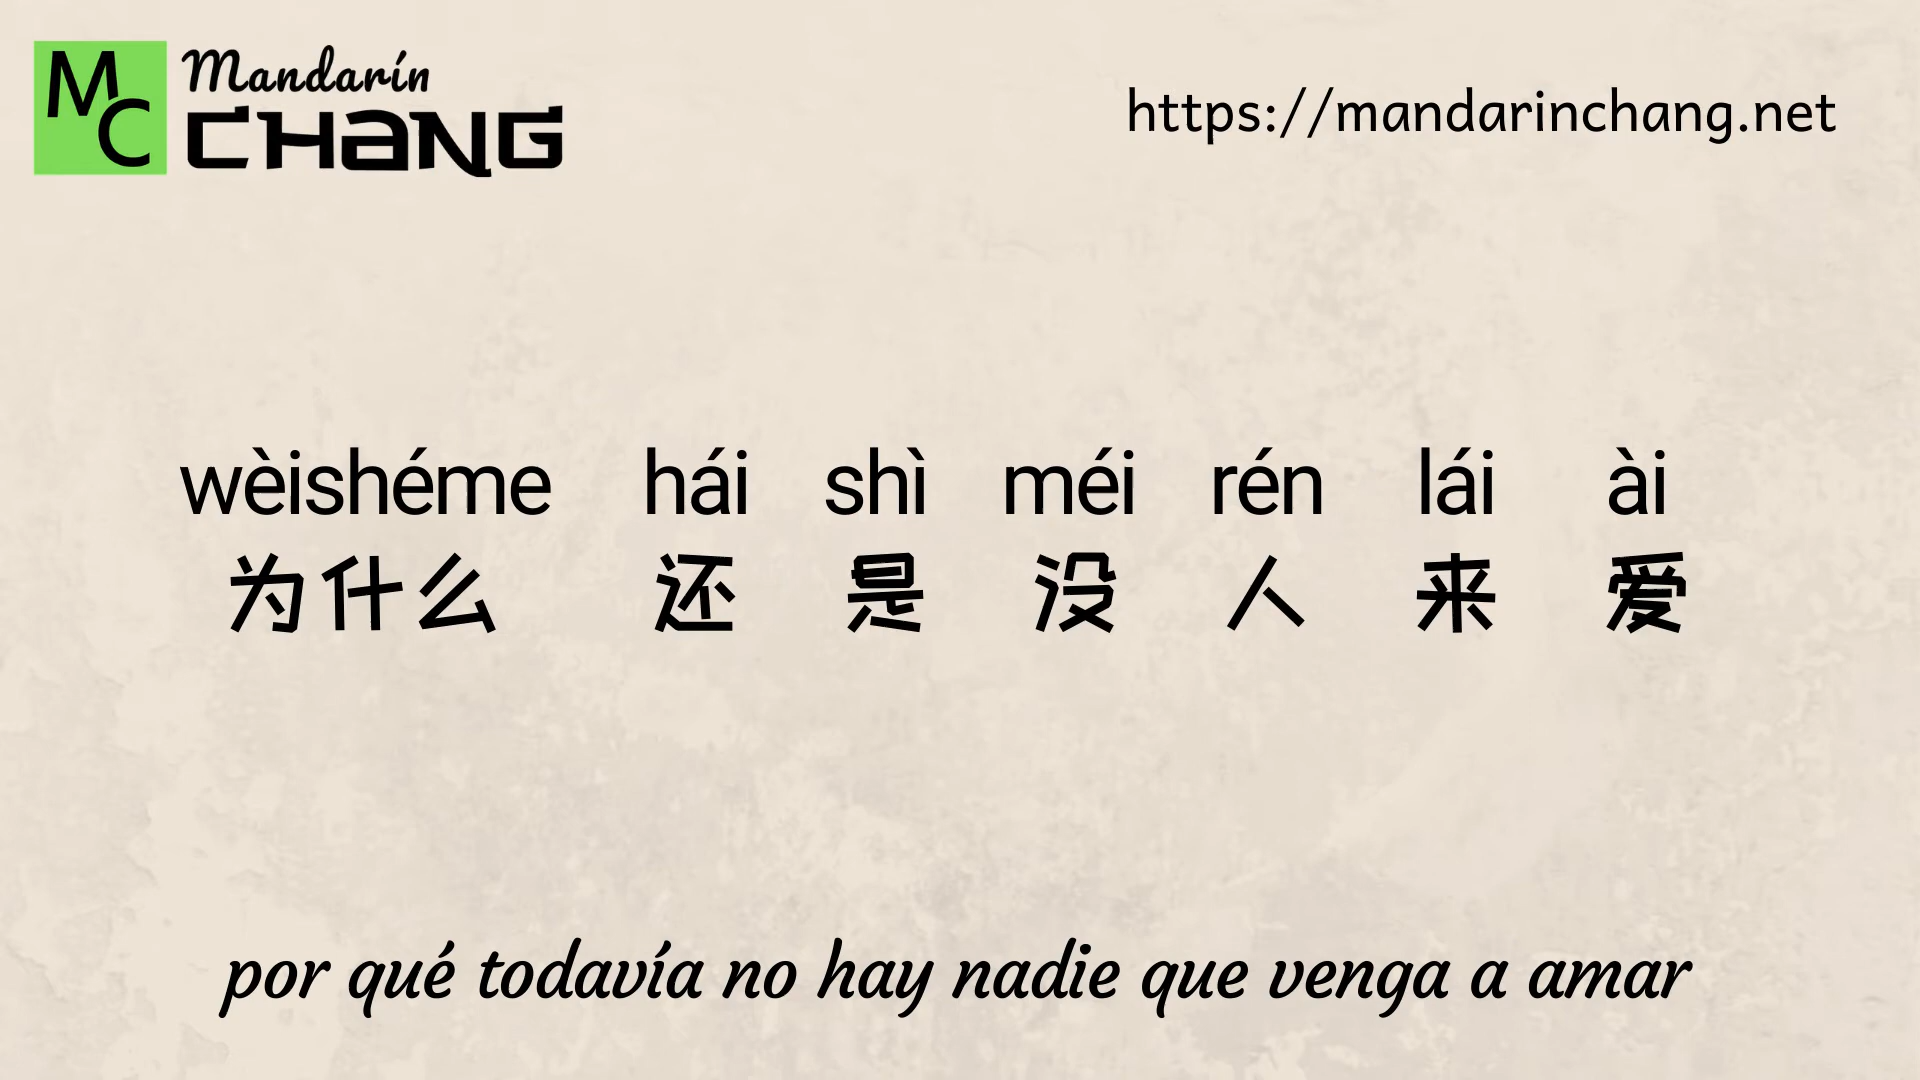 MC
Mandarín
CHANG
https://mandarinchang.net
wèishéme hái shì méi rén lái ài
为什么 还 是 没 人 来 爱
por qué todavía no hay nadie que venga a amar